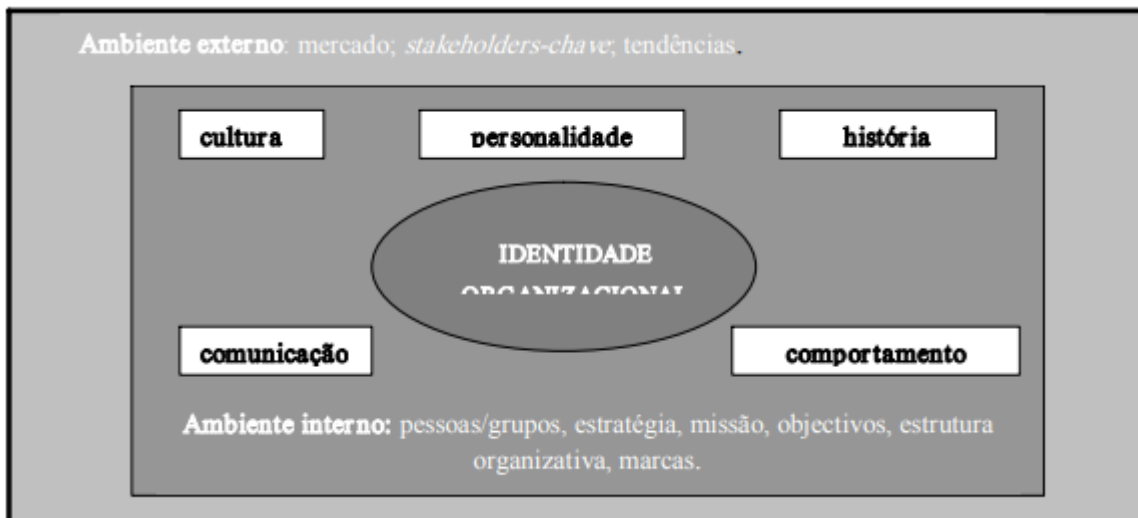 Ambiente externo: mercado; stakeholders-chave; tendências.
cultura
personalidade
história
IDENTIDADE
ORGANIZACIONAL
comunicação
comportamento
Ambiente interno: pessoas/grupos, estratégia, missão, objectivos, estrutura
organizativa, marcas.